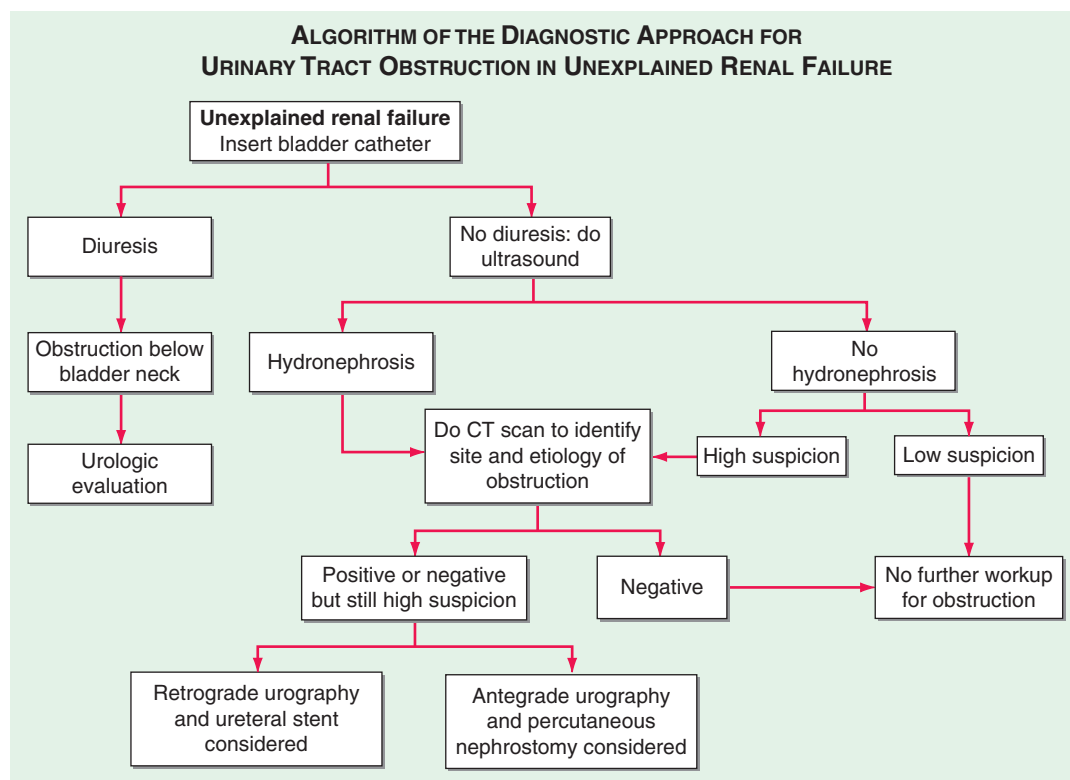 ALGORITHM OF THE DIAGNOSTIC APPROACH FOR
URINARY TRACT OBSTRUCTION IN UNEXPLAINED RENAL FAILURE
Unexplained renal failure
Insert bladder catheter
Diuresis
No diuresis: do
ultrasound
Obstruction below
bladder neck
Hydronephrosis
No
hydronephrosis
Urologic
evaluation
Do CT scan to identify
site and etiology of
obstruction
High suspicion
Low suspicion
Positive or negative
but still high suspicion
Negative
No further workup
for obstruction
Retrograde urography
and ureteral stent
considered
Antegrade urography
and percutaneous
nephrostomy considered